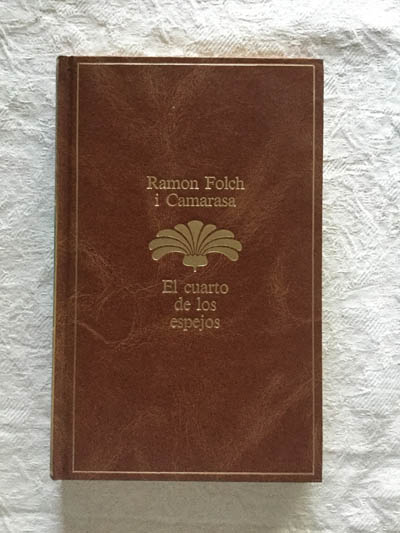 Ramon Folch
i Camarasa
El cuarto
de los
espejos